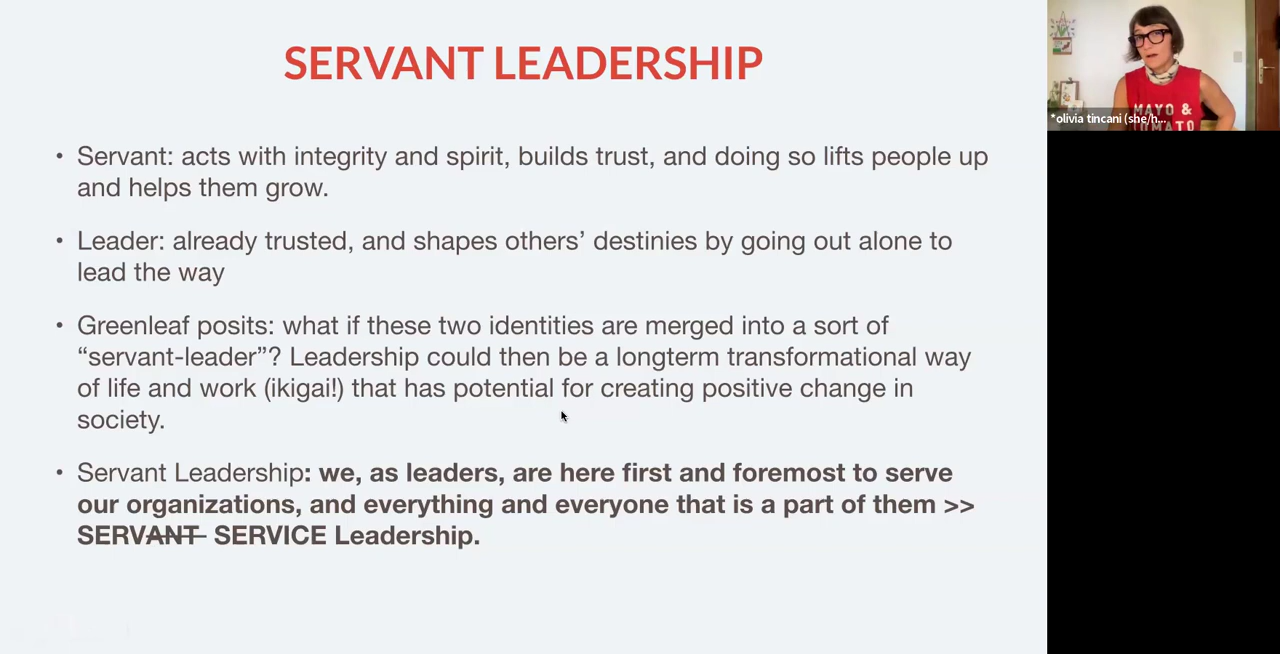 SERVANT LEADERSHIP
• Servant: acts with integrity and spirit, builds trust, and doing so lifts people up
and helps them grow.
• Leader: already trusted, and shapes others’ destinies by going out alone to
lead the way
• Greenleaf posits: what if these two identities are merged into a sort of
“servant-leader”? Leadership could then be a longterm transformational way
of life and work (ikigai!) that has potential for creating positive change in
society.
• Servant Leadership: we, as leaders, are here first and foremost to serve
our organizations, and everything and everyone that is a part of them >>
SERVANT SERVICE Leadership.
MAYO &
TOMATO
*olivia tincani (she/h...